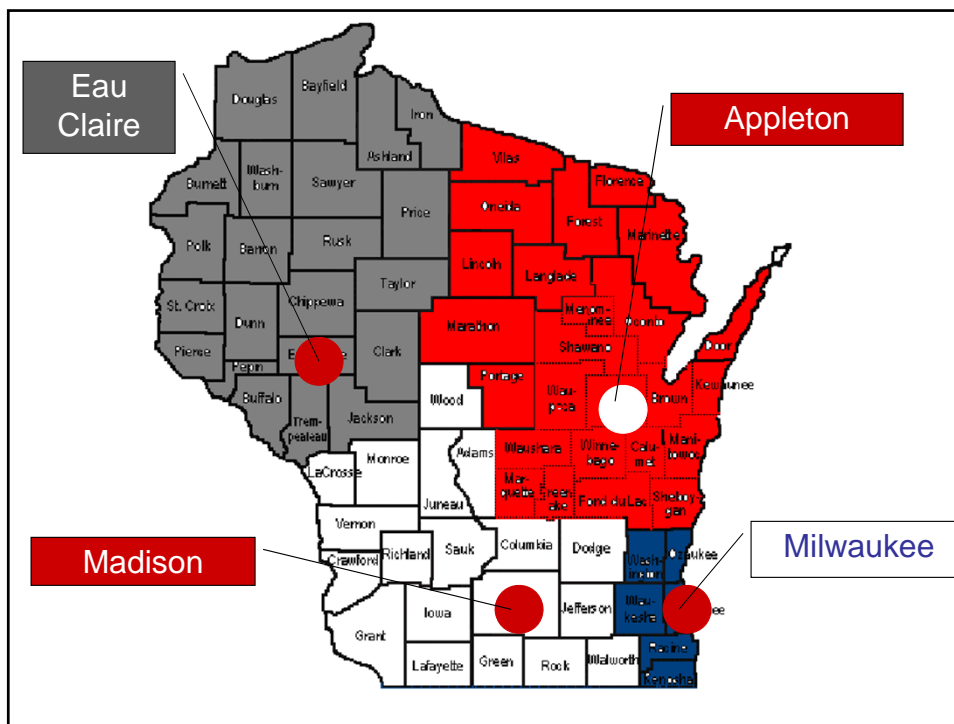 Eau
Claire
Appleton
Madison
Milwaukee
Douglas
Bayfield
Iron
Ashland
Vilas
Florence
Burnett
Wash-
burn
Sawyer
Price
Oneida
Forest
Marinette
Polk
Barron
Rusk
Lincoln
Langlade
Taylor
St. Croix
Chippewa
Dunn
Menom-
inee
Oconto
Marathon
Shawano
Door
Pierce
Pepin
Clark
Portage
Wau-
paca
Brown
Kewaunee
Buffalo
Trem-
pealeau
Jackson
Wood
Waushara
Winne-
bago
Calu-
met
Mani-
towoc
LaCrosse
Monroe
Adams
Juneau
Mar-
quette
Green
Lake
Fond du Lac
Sheboy-
gan
Vernon
Richland
Sauk
Columbia
Dodge
Wash-
ington
Crawford
Iowa
Jefferson
Wau-
kesha
Grant
Lafayette
Green
Rock
Walworth
Racine
Kenosha